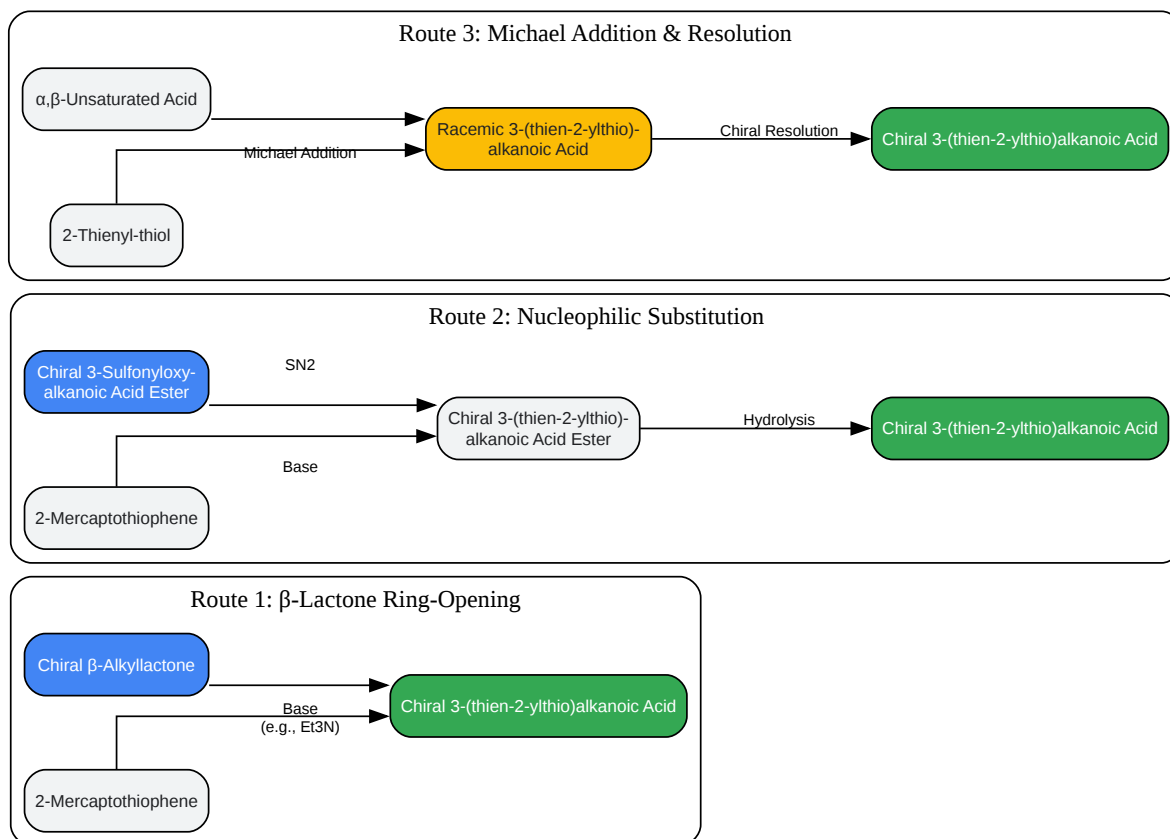 Route 3: Michael Addition & Resolution
α,β-Unsaturated Acid
Michael Addition
2-Thienyl-thiol
Racemic 3-(thien-2-ylthio)-
alkanoic Acid
Chiral Resolution
Chiral 3-(thien-2-ylthio)alkanoic Acid
Route 2: Nucleophilic Substitution
Chiral 3-Sulfonyloxy-
alkanoic Acid Ester
SN2
Base
2-Mercaptothiophene
Chiral 3-(thien-2-ylthio)-
alkanoic Acid Ester
Hydrolysis
Chiral 3-(thien-2-ylthio)alkanoic Acid
Route 1: β-Lactone Ring-Opening
Chiral β-Alkyllactone
Base
(e.g., Et3N)
2-Mercaptothiophene
Chiral 3-(thien-2-ylthio)alkanoic Acid